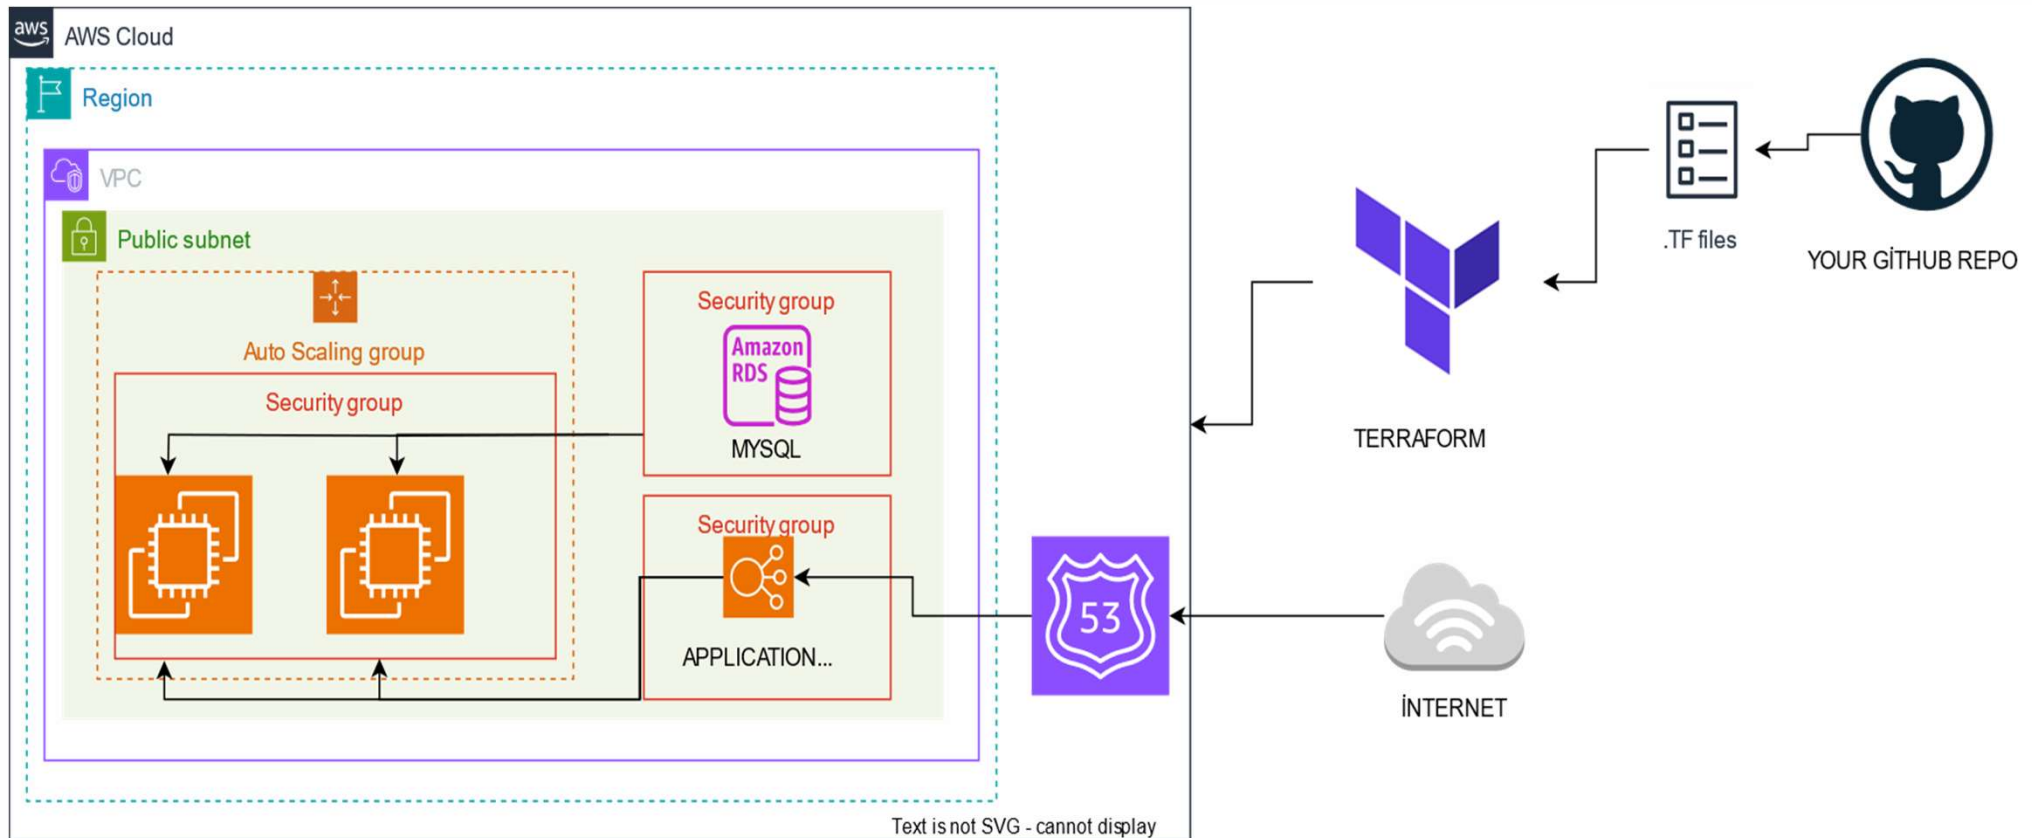 aws
AWS Cloud
Region
VPC
Public subnet
Auto Scaling group
Security group
Security group
Amazon
RDS
MYSQL
Security group
APPLICATION...
53
TERRAFORM
.TF files
YOUR GİTHUB REPO
İNTERNET
Text is not SVG - cannot display